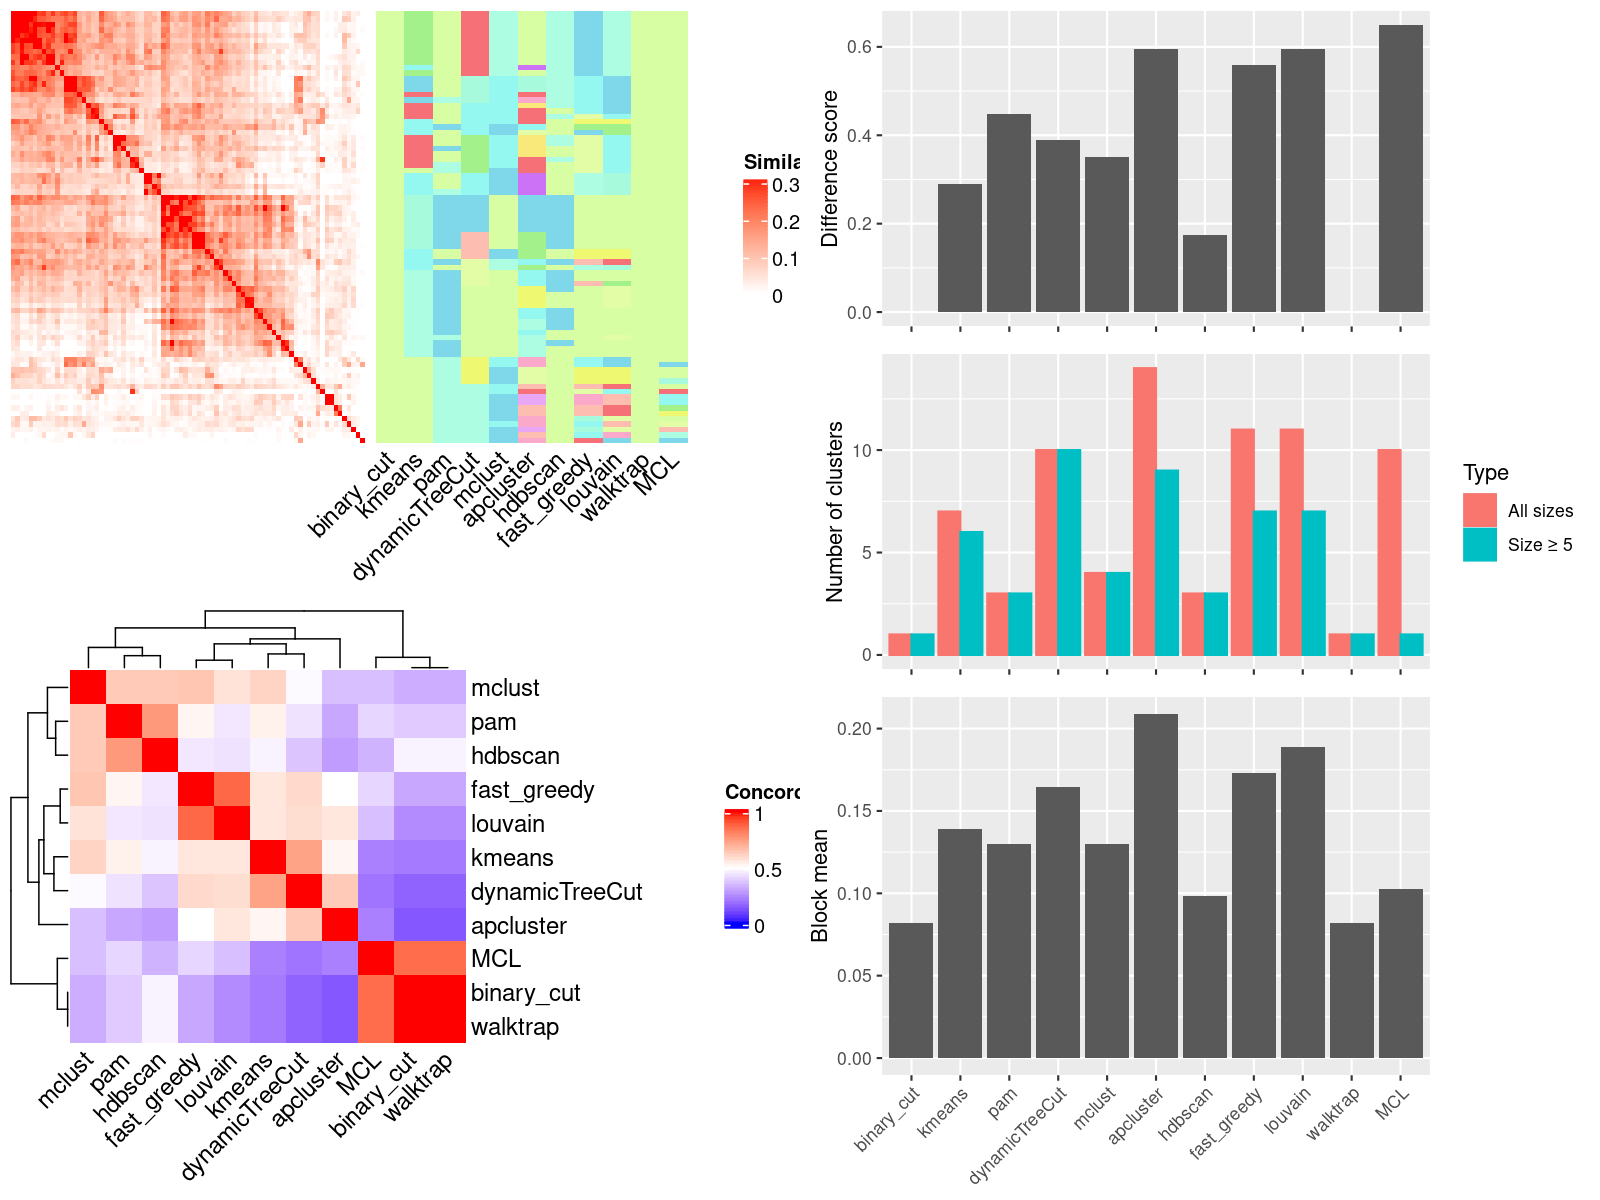 Simila
0.3
0.2
0.1
0
binary_cut
kmeans
pam
dynamicTreeCut
mclust
apcluster
hdbscan
fast_greedy
louvain
walktrap
MCL
mclust
pam
hdbscan
fast_greedy
louvain
kmeans
dynamicTreeCut
apcluster
MCL
binary_cut
walktrap
Concord
1
0.5
0
mclust
pam
hdbscan
fast_greedy
louvain
kmeans
dynamicTreeCut
apcluster
MCL
binary_cut
walktrap
Difference score
0.6
0.4
0.2
0.0
Number of clusters
10
5
0
Type
All sizes
Size ≥ 5
Block mean
0.20
0.15
0.10
0.05
0.00
binary_cut
kmeans
pam
dynamicTreeCut
mclust
apcluster
hdbscan
fast_greedy
louvain
walktrap
MCL